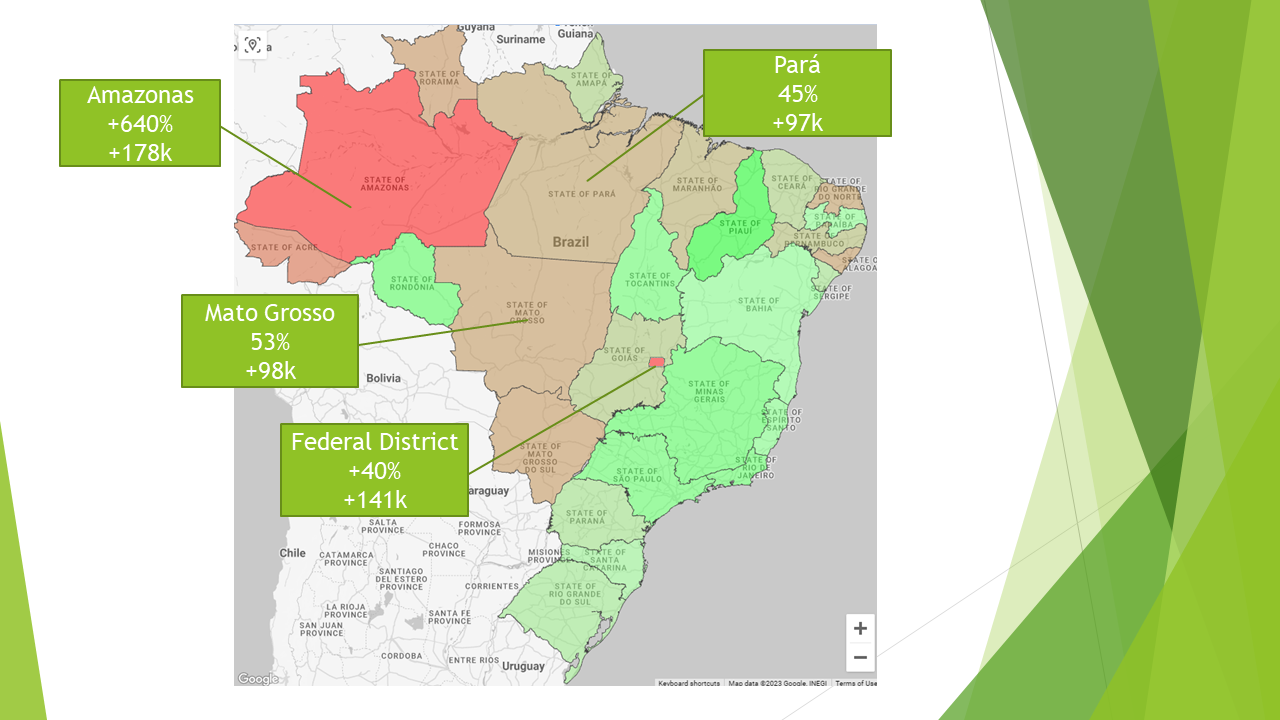 Guyana
Suriname
Guiana
STATE OF
RORAIMA
STATE OF
AMAPÁ
Amazonas
+640%
+178k
Pará
45%
+97k
STATE OF
AMAZONAS
STATE OF PARÁ
STATE OF
MARANHÃO
STATE OF
CEARÁ
STATE OF
RIO GRANDE
DO NORTE
STATE OF
PARAÍBA
STATE OF
PERNAMBUCO
STATE O
ALAGOA
STATE OF
SERGIPE
STATE OF
PIAUÍ
Brazil
STATE OF ACRE
STATE OF
RONDÔNIA
STATE OF
TOCANTINS
STATE OF
BAHIA
STATE OF
MATO
GROSSO
Mato Grosso
53%
+98k
STATE OF
GOIÁS
Bolivia
STATE OF
MINAS
GERAIS
STATE OF
ESPÍRITO
SANTO
Federal District
+40%
+141k
STATE OF
MATO
GROSSO
DO SUL
STATE OF
RIO DE
JANEIRO
STATE OF
SÃO PAULO
araguay
STATE OF
PARANÁ
SALTA
PROVINCE
FORMOSA
PROVINCE
Chile
CATAMARCA
PROVINCE
CHACO
PROVINCE
MISIONES
PROVINCE
STATE OF
SANTA
CATARINA
SANTIAGO
DEL ESTERO
PROVINCE
CORRIENTES
STATE OF
RIO GRANDE
DO SUL
LA RIOJA
PROVINCE
SANTA FE
PROVINCE
SAN JUAN
PROVINCE
CORDOBA
ENTRE RIOS
Uruguay
+
−
Google
Keyboard shortcuts
Map data ©2023 Google, INEGI
Terms of Use